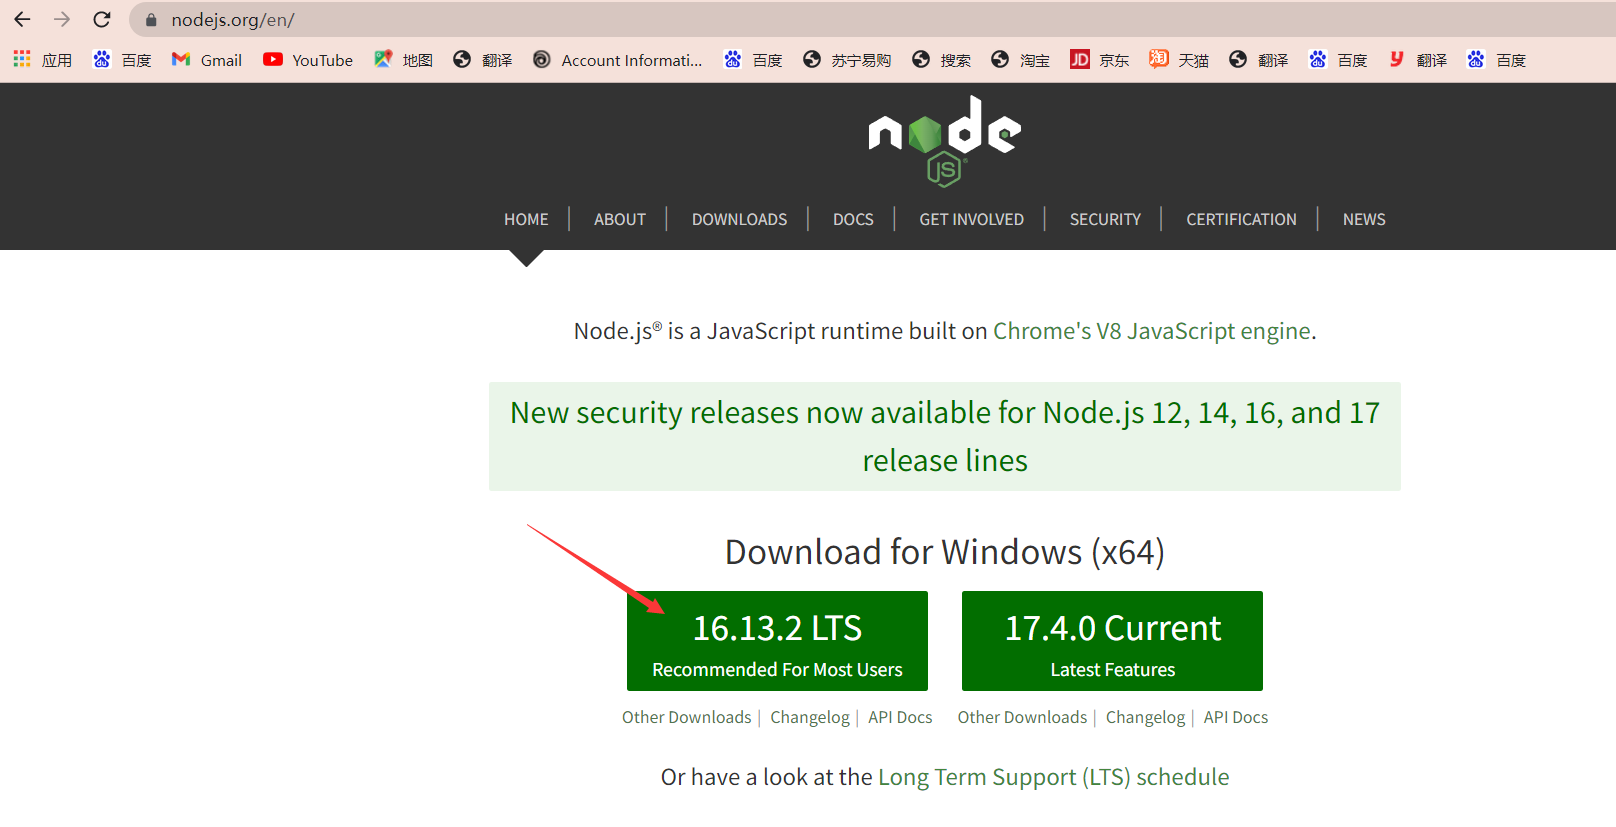 nodejs.org/en/
应用 百度 Gmail YouTube 地图 翻译 Account Informati... 百度 苏宁易购 搜索 淘宝 JD 京东 淘 天猫 翻译 百度 y 翻译 百度
node
JS®
HOME ABOUT DOWNLOADS DOCS GET INVOLVED SECURITY CERTIFICATION NEWS
Node.js® is a JavaScript runtime built on Chrome's V8 JavaScript engine.
New security releases now available for Node.js 12, 14, 16, and 17
release lines
Download for Windows (x64)
16.13.2 LTS 17.4.0 Current
Recommended For Most Users Latest Features
Other Downloads | Changelog | API Docs Other Downloads | Changelog | API Docs
Or have a look at the Long Term Support (LTS) schedule